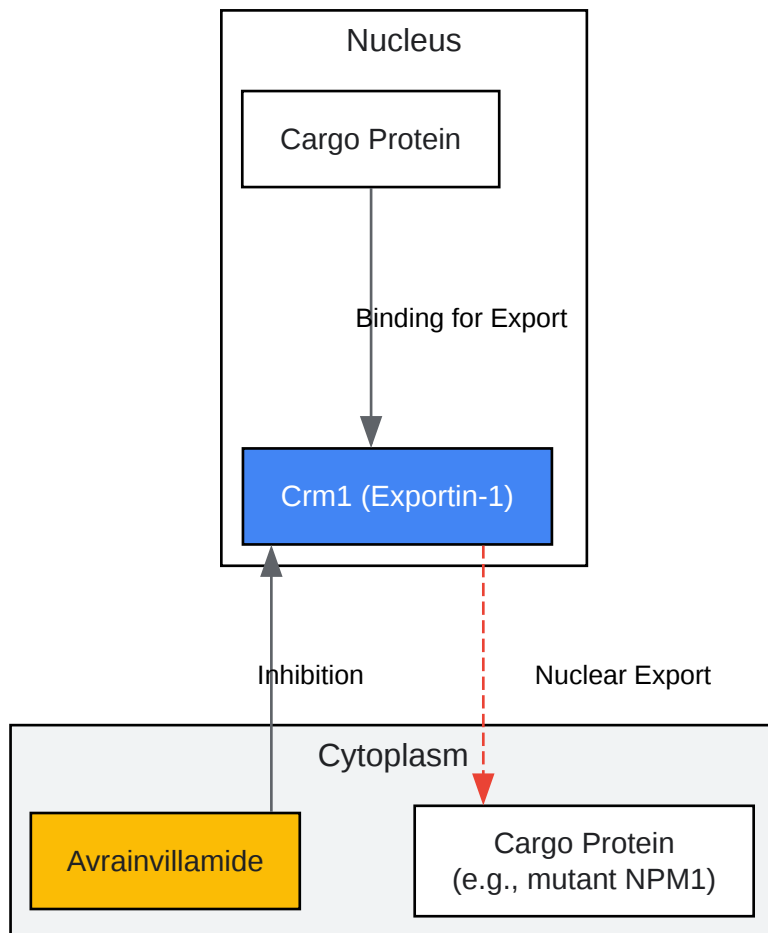 Nucleus
Cargo Protein
Binding for Export
Crm1 (Exportin-1)
Inhibition
Nuclear Export
Cytoplasm
Avrainvillamide
Cargo Protein
(e.g., mutant NPM1)